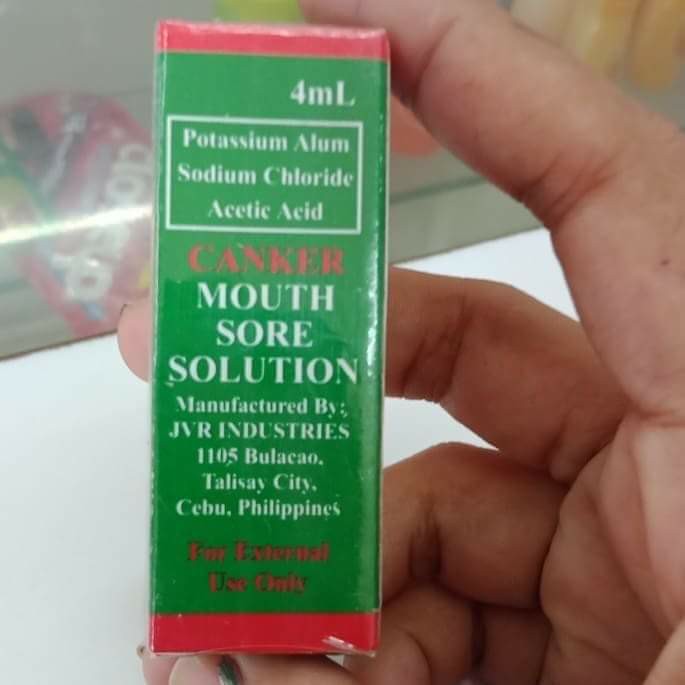 4mL
Potassium Alum
Sodium Chloride
Acetic Acid
CANKER
MOUTH
SORE
SOLUTION
Manufactured By:
JVR INDUSTRIES
1105 Bulacao,
Talisay City,
Cebu, Philippines
For External
Use Only